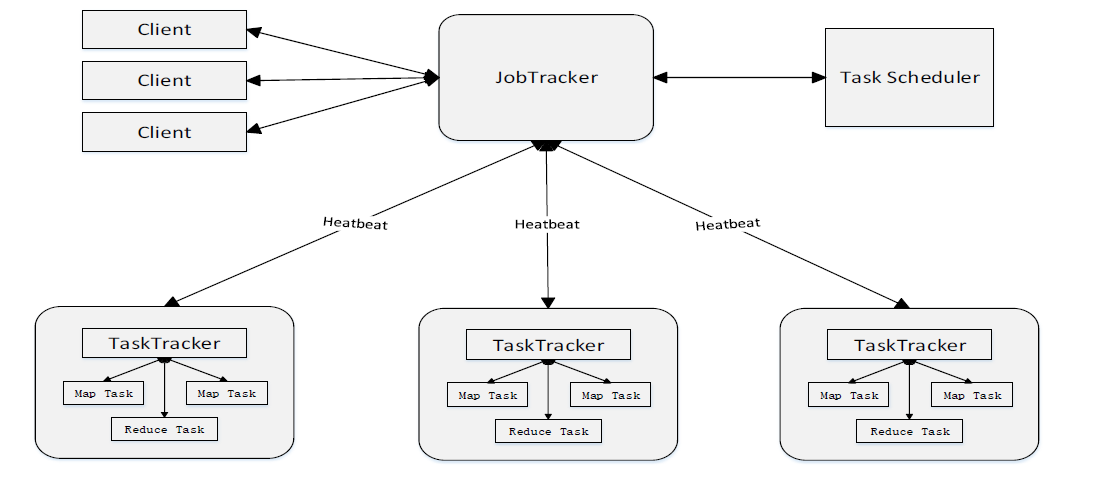 Client
JobTracker
Task Scheduler
Client
Client
Heatbeat
Heatbeat
Heatbeat
TaskTracker
Map Task
Map Task
Reduce Task
TaskTracker
Map Task
Map Task
Reduce Task
TaskTracker
Map Task
Map Task
Reduce Task